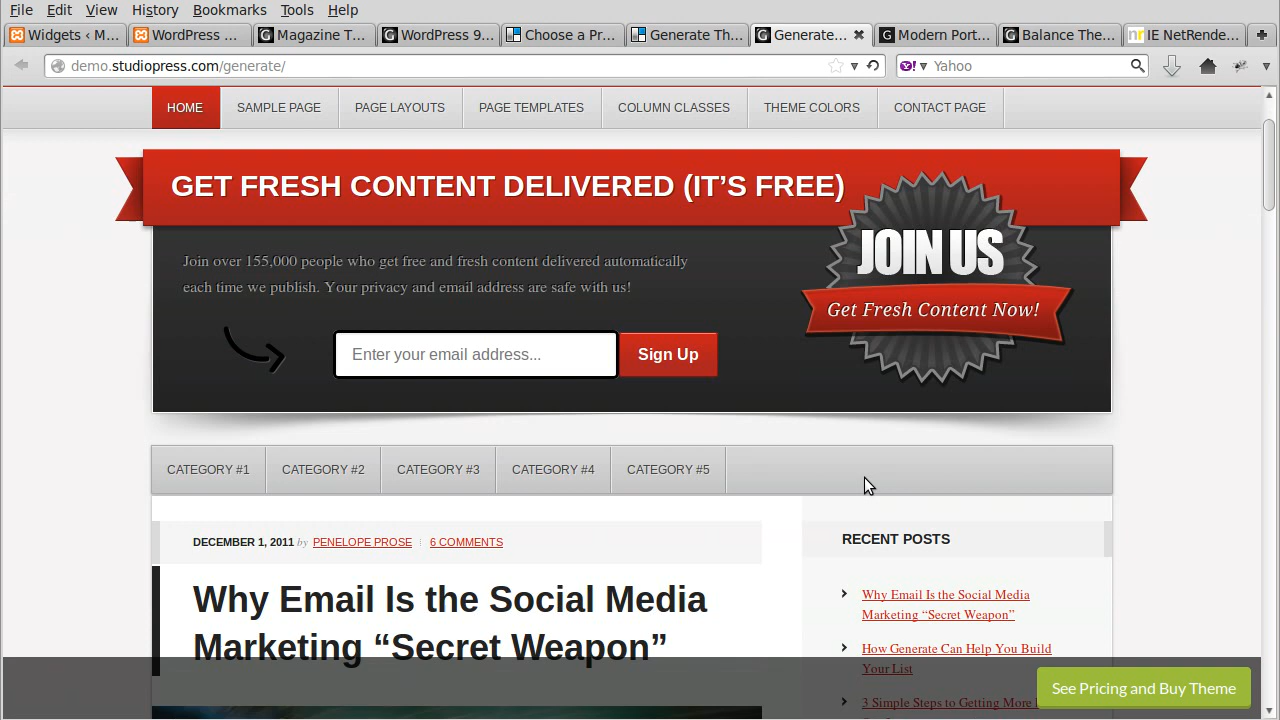 File Edit View History Bookmarks Tools Help
Widgets ‹ M... WordPress ... Magazine T... WordPress 9... Choose a Pr... Generate Th... Generate... Modern Port... Balance The... IE NetRende...
demo.studiopress.com/generate/ Yahoo
HOME SAMPLE PAGE PAGE LAYOUTS PAGE TEMPLATES COLUMN CLASSES THEME COLORS CONTACT PAGE
GET FRESH CONTENT DELIVERED (IT’S FREE)
Join over 155,000 people who get free and fresh content delivered automatically
each time we publish. Your privacy and email address are safe with us!
Enter your email address... Sign Up
JOIN US
Get Fresh Content Now!
CATEGORY #1 CATEGORY #2 CATEGORY #3 CATEGORY #4 CATEGORY #5
DECEMBER 1, 2011 by PENELOPE PROSE 6 COMMENTS
Why Email Is the Social Media
Marketing “Secret Weapon”
RECENT POSTS
Why Email Is the Social Media
Marketing “Secret Weapon”
How Generate Can Help You Build
Your List
3 Simple Steps to Getting More
See Pricing and Buy Theme